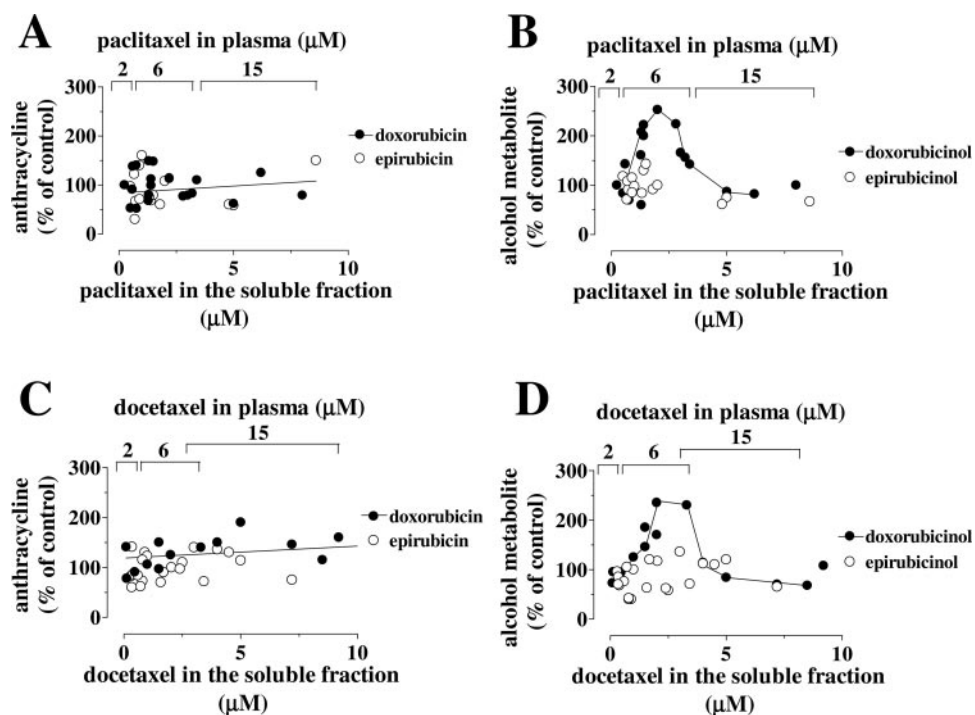 A
paclitaxel in plasma (μM)
2 6 15
300
200
100
0
anthracycline
(% of control)
doxorubicin
epirubicin
0 5 10
paclitaxel in the soluble fraction
(μM)
B
paclitaxel in plasma (μM)
2 6 15
300
200
100
0
alcohol metabolite
(% of control)
doxorubicinol
epirubicinol
0 5 10
paclitaxel in the soluble fraction
(μM)
C
docetaxel in plasma (μM)
2 6 15
300
200
100
0
anthracycline
(% of control)
doxorubicin
epirubicin
0 5 10
docetaxel in the soluble fraction
(μM)
D
docetaxel in plasma (μM)
2 6 15
300
200
100
0
alcohol metabolite
(% of control)
doxorubicinol
epirubicinol
0 5 10
docetaxel in the soluble fraction
(μM)